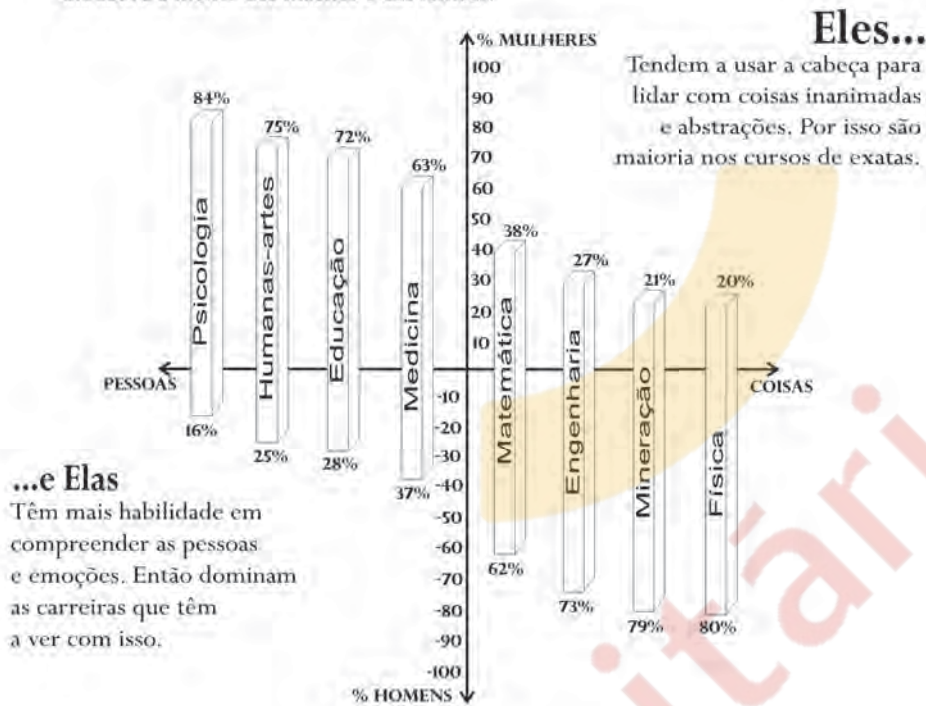 % MULHERES
Eles...
Tendem a usar a cabeça para
lidar com coisas inanimadas
e abstrações. Por isso são
maioria nos cursos de exatas.
100
90
80
70
60
50
40
30
20
10
-10
-20
-30
-40
-50
-60
-70
-80
-90
-100
84%
Psicologia
16%
75%
Humanas-artes
25%
72%
Educação
28%
63%
Medicina
37%
38%
Matemática
62%
27%
Engenharia
73%
21%
Mineração
79%
20%
Física
80%
PESSOAS
COISAS
...e Elas
Têm mais habilidade em
compreender as pessoas
e emoções. Então dominam
as carreiras que têm
a ver com isso.
% HOMENS
itári